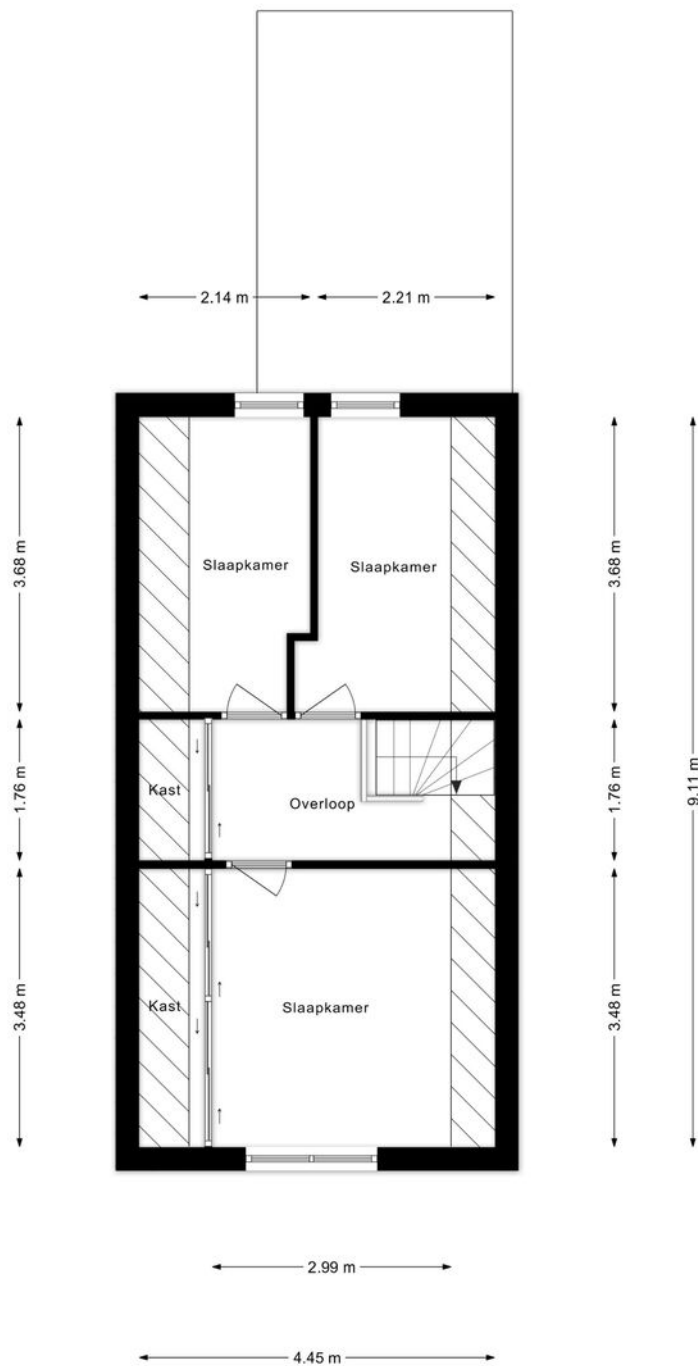 2.14 m
2.21 m
3.68 m
Slaapkamer
Slaapkamer
3.68 m
1.76 m
Kast
Overloop
1.76 m
9.11 m
3.48 m
Kast
Slaapkamer
3.48 m
2.99 m
4.45 m